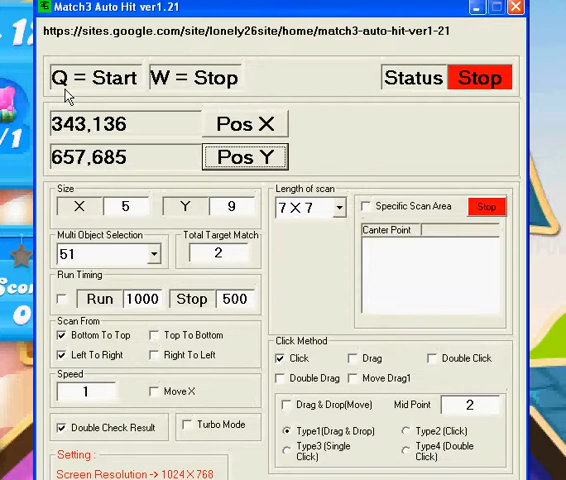 Match3 Auto Hit ver1.21
https://sites.google.com/site/lonely26site/home/match3-auto-hit-ver1-21
Q = Start W = Stop Status Stop
343,136 Pos X
657,685 Pos Y
Size
X 5 Y 9
Multi Object Selection Total Target Match
51 2
Run Timing
Run 1000 Stop 500
Scan From
Bottom To Top Top To Bottom
Left To Right Right To Left
Speed
1 Move X
Double Check Result Turbo Mode
Setting :
Screen Resolution -> 1024X768
Length of scan
7 X 7 Specific Scan Area Stop
Canter Point
Click Method
Click Drag Double Click
Double Drag Move Drag1
Drag & Drop(Move) Mid Point 2
Type1(Drag & Drop) Type2 (Click)
Type3 (Single Click) Type4 (Double Click)
/1
Sco
0